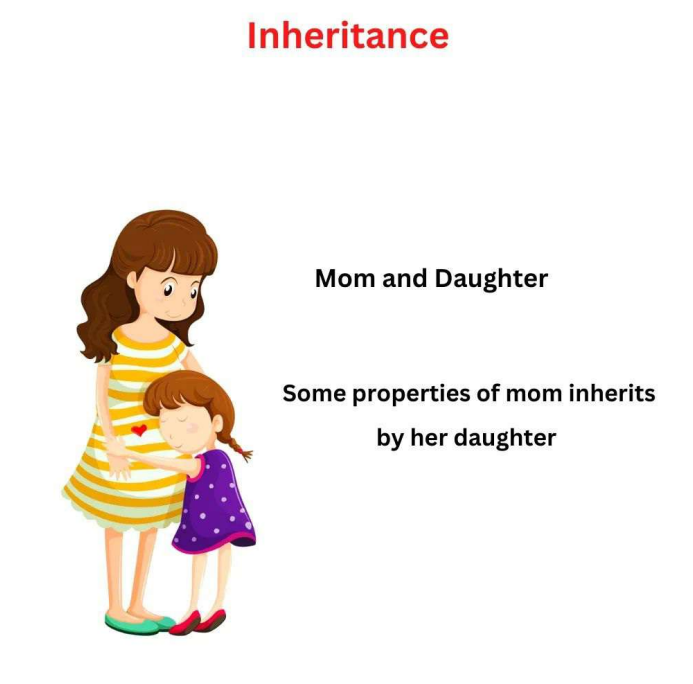 Inheritance
Mom and Daughter
Some properties of mom inherits
by her daughter